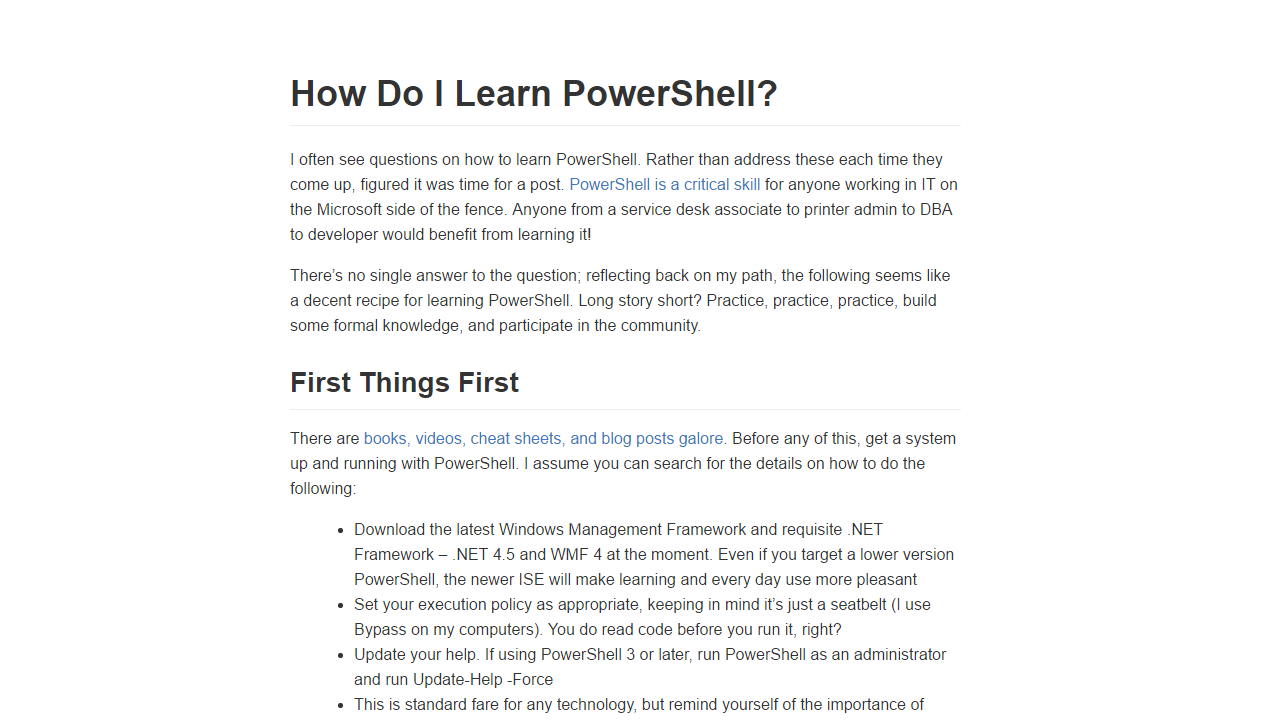 How Do I Learn PowerShell?
I often see questions on how to learn PowerShell. Rather than address these each time they
come up, figured it was time for a post. PowerShell is a critical skill for anyone working in IT on
the Microsoft side of the fence. Anyone from a service desk associate to printer admin to DBA
to developer would benefit from learning it!
There’s no single answer to the question; reflecting back on my path, the following seems like
a decent recipe for learning PowerShell. Long story short? Practice, practice, practice, build
some formal knowledge, and participate in the community.
First Things First
There are books, videos, cheat sheets, and blog posts galore. Before any of this, get a system
up and running with PowerShell. I assume you can search for the details on how to do the
following:
• Download the latest Windows Management Framework and requisite .NET
Framework – .NET 4.5 and WMF 4 at the moment. Even if you target a lower version
PowerShell, the newer ISE will make learning and every day use more pleasant
• Set your execution policy as appropriate, keeping in mind it’s just a seatbelt (I use
Bypass on my computers). You do read code before you run it, right?
• Update your help. If using PowerShell 3 or later, run PowerShell as an administrator
and run Update-Help -Force
• This is standard fare for any technology, but remind yourself of the importance of